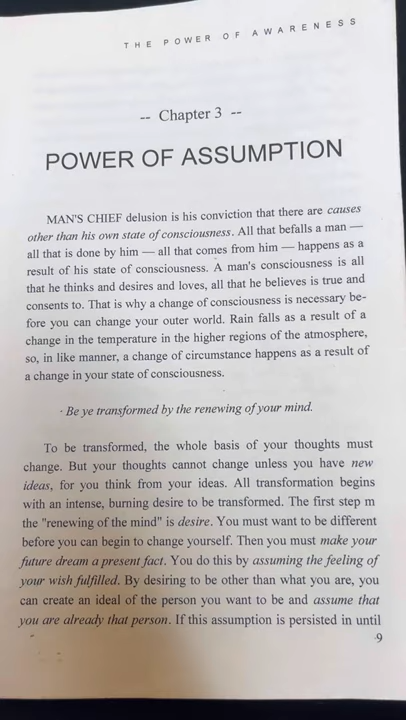 THE POWER OF AWARENESS
-- Chapter 3 --
POWER OF ASSUMPTION
MAN'S CHIEF delusion is his conviction that there are causes
other than his own state of consciousness. All that befalls a man —
all that is done by him — all that comes from him — happens as a
result of his state of consciousness. A man's consciousness is all
that he thinks and desires and loves, all that he believes is true and
consents to. That is why a change of consciousness is necessary be-
fore you can change your outer world. Rain falls as a result of a
change in the temperature in the higher regions of the atmosphere,
so, in like manner, a change of circumstance happens as a result of
a change in your state of consciousness.
- Be ye transformed by the renewing of your mind.
To be transformed, the whole basis of your thoughts must
change. But your thoughts cannot change unless you have new
ideas, for you think from your ideas. All transformation begins
with an intense, burning desire to be transformed. The first step m
the "renewing of the mind" is desire. You must want to be different
before you can begin to change yourself. Then you must make your
future dream a present fact. You do this by assuming the feeling of
your wish fulfilled. By desiring to be other than what you are, you
can create an ideal of the person you want to be and assume that
you are already that person. If this assumption is persisted in until
9